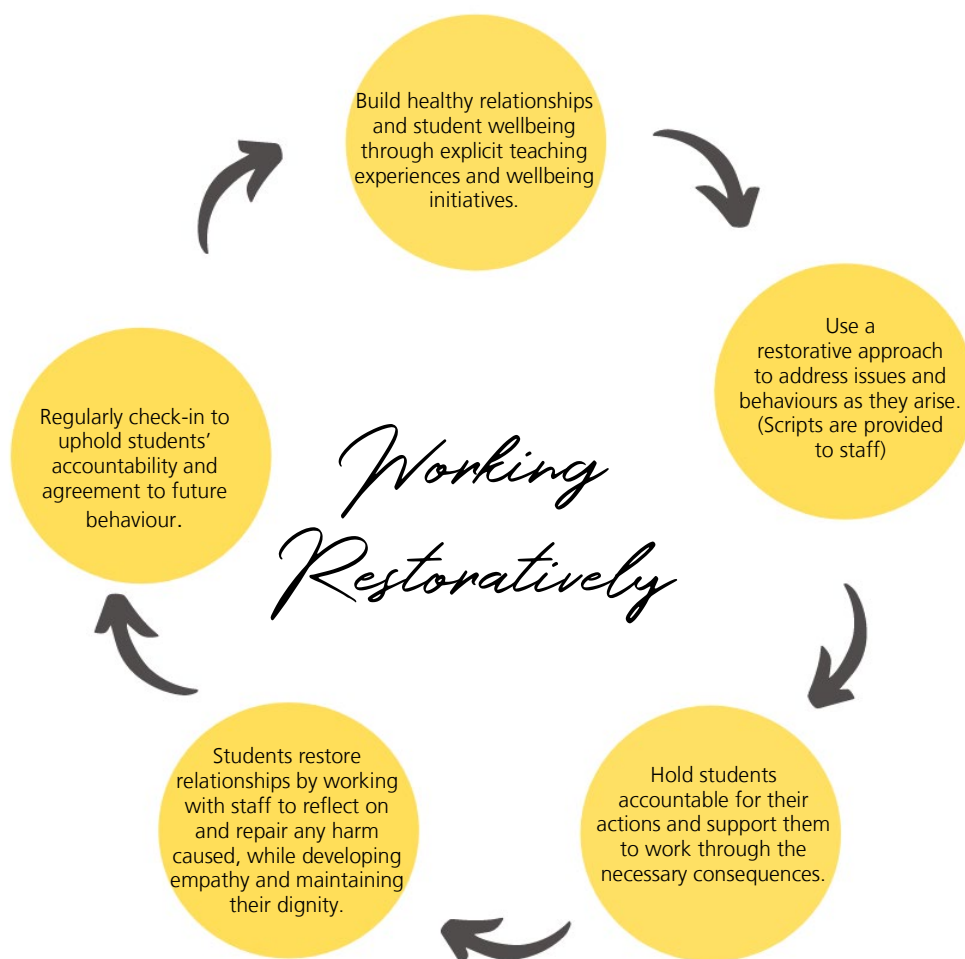 Build healthy relationships
and student wellbeing
through explicit teaching
experiences and wellbeing
initiatives.
Use a
restorative approach
to address issues and
behaviours as they arise.
(Scripts are provided
to staff)
Hold students
accountable for their
actions and support them
to work through the
necessary consequences.
Students restore
relationships by working
with staff to reflect on
and repair any harm
caused, while developing
empathy and maintaining
their dignity.
Regularly check-in to
uphold students’
accountability and
agreement to future
behaviour.
Working
Restoratively